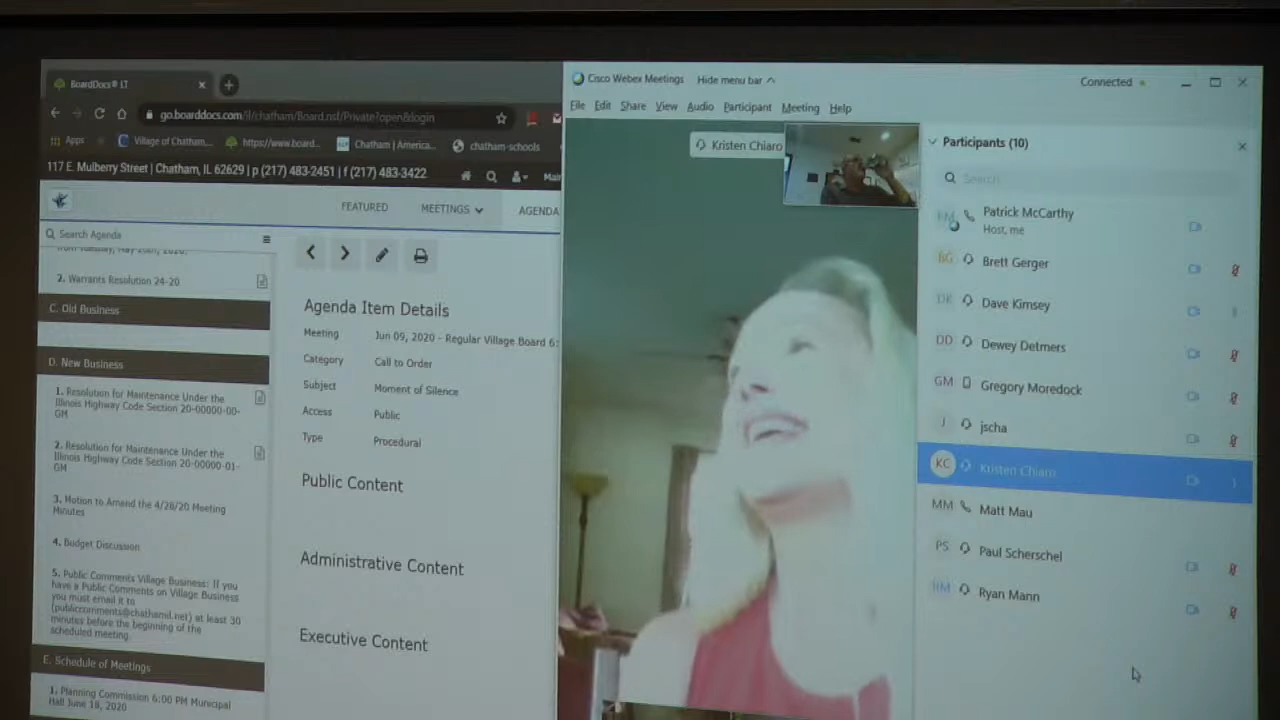 BoardDocs® LT
go.boarddocs.com/il/chatham/Board.nsf/Private?open&login
Apps
Village of Chatham...
https://www.board...
Chatham | America...
chatham-schools
117 E. Mulberry Street | Chatham, IL 62629 | p (217) 483-2451 | f (217) 483-3422
FEATURED
MEETINGS
AGENDA
Search Agenda
2. Warrants Resolution 24-20
C. Old Business
D. New Business
1. Resolution for Maintenance Under the
Illinois Highway Code Section 20-00000-00-
GM
2. Resolution for Maintenance Under the
Illinois Highway Code Section 20-00000-01-
GM
3. Motion to Amend the 4/28/20 Meeting
Minutes
4. Budget Discussion
5. Public Comments Village Business: If you
have a Public Comments on Village Business
you must email it to
(publiccomments@chathamil.net) at least 30
minutes before the beginning of the
scheduled meeting.
E. Schedule of Meetings
1. Planning Commission 6:00 PM Municipal
Hall June 18, 2020
Agenda Item Details
Meeting Jun 09, 2020 - Regular Village Board 6:
Category Call to Order
Subject Moment of Silence
Access Public
Type Procedural
Public Content
Administrative Content
Executive Content
Cisco Webex Meetings Hide menu bar
Connected
File Edit Share View Audio Participant Meeting Help
Kristen Chiaro
Participants (10)
Search
Patrick McCarthy
Host, me
BG Brett Gerger
DK Dave Kimsey
DD Dewey Detmers
GM Gregory Moredock
J jscha
KC Kristen Chiaro
MM Matt Mau
PS Paul Scherschel
RM Ryan Mann